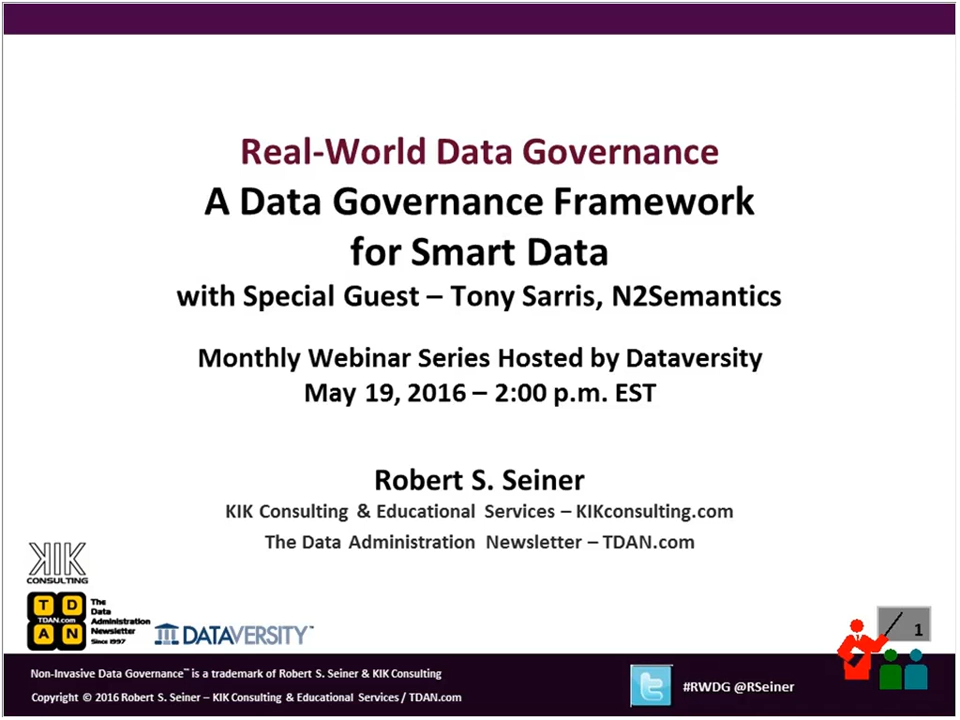 Real-World Data Governance
A Data Governance Framework
for Smart Data
with Special Guest – Tony Sarris, N2Semantics
Monthly Webinar Series Hosted by Dataversity
May 19, 2016 – 2:00 p.m. EST
Robert S. Seiner
KIK Consulting & Educational Services – KIKconsulting.com
The Data Administration Newsletter – TDAN.com
KIK
CONSULTING
T D
TDAN.com
A N
The
Data
Administration
Newsletter
Since 1997
DATAVERSITY™
1
Non-Invasive Data Governance™ is a trademark of Robert S. Seiner & KIK Consulting
Copyright © 2016 Robert S. Seiner – KIK Consulting & Educational Services / TDAN.com
#RWDG @RSeiner